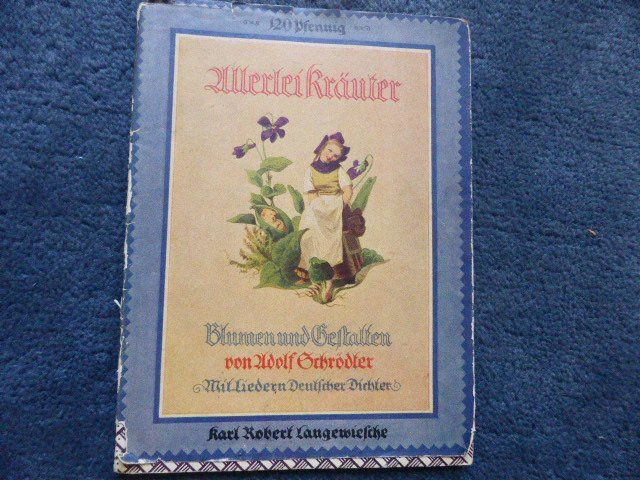 120 Pfennig
Allerlei Kräuter
Blumen und Gestalten
von Adolf Schrödter
Mit Liedern Deutscher Dichter
Karl Robert Langewiesche